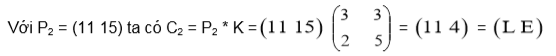 Với P₂ = (11 15) ta có C₂ = P₂ * K = (11 15) (3 3
2 5) = (11 4) = (L E)